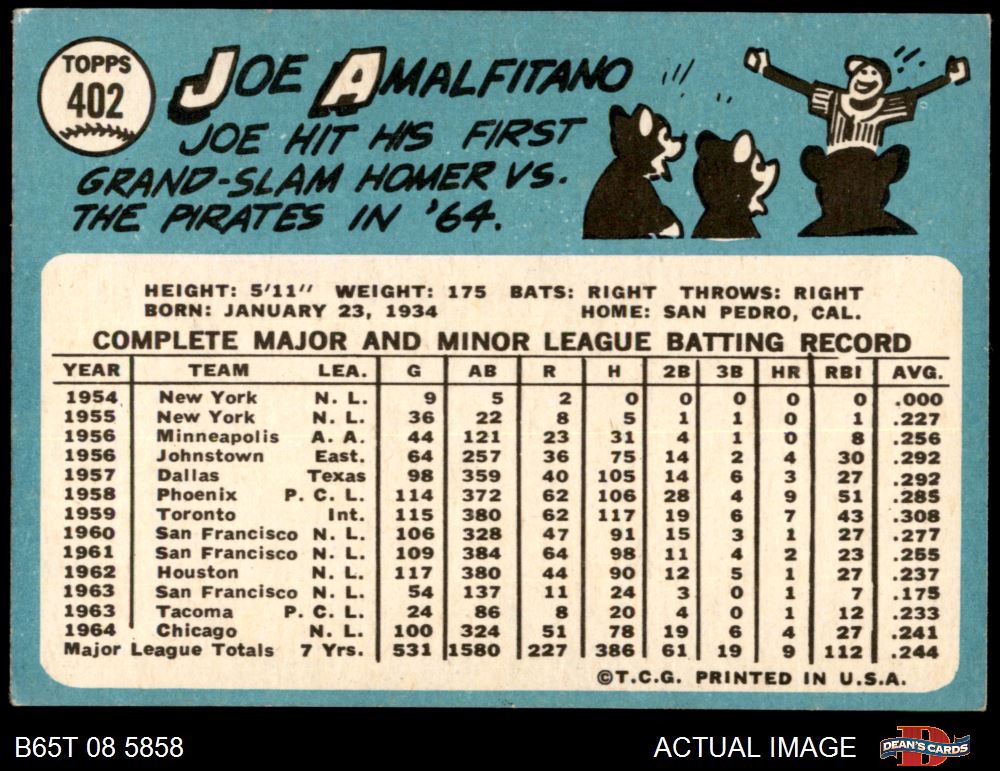 TOPPS
402
JOE AMALFITANO
JOE HIT HIS FIRST
GRAND-SLAM HOMER VS.
THE PIRATES IN '64.
HEIGHT: 5'11" WEIGHT: 175 BATS: RIGHT THROWS: RIGHT
BORN: JANUARY 23, 1934 HOME: SAN PEDRO, CAL.
COMPLETE MAJOR AND MINOR LEAGUE BATTING RECORD
YEAR TEAM LEA. G AB R H 2B 3B HR RBI AVG.
1954 New York N. L. 9 5 2 0 0 0 0 0 .000
1955 New York N. L. 36 22 8 5 1 1 0 1 .227
1956 Minneapolis A. A. 44 121 23 31 4 1 0 8 .256
1956 Johnstown East. 64 257 36 75 14 2 4 30 .292
1957 Dallas Texas 98 359 40 105 14 6 3 27 .292
1958 Phoenix P. C. L. 114 372 62 106 28 4 9 51 .285
1959 Toronto Int. 115 380 62 117 19 6 7 43 .308
1960 San Francisco N. L. 106 328 47 91 15 3 1 27 .277
1961 San Francisco N. L. 109 384 64 98 11 4 2 23 .255
1962 Houston N. L. 117 380 44 90 12 5 1 27 .237
1963 San Francisco N. L. 54 137 11 24 3 0 1 7 .175
1963 Tacoma P. C. L. 24 86 8 20 4 0 1 12 .233
1964 Chicago N. L. 100 324 51 78 19 6 4 27 .241
Major League Totals 7 Yrs. 531 1580 227 386 61 19 9 112 .244
©T.C.G. PRINTED IN U.S.A.
B65T 08 5858 ACTUAL IMAGE DEAN'S CARDS